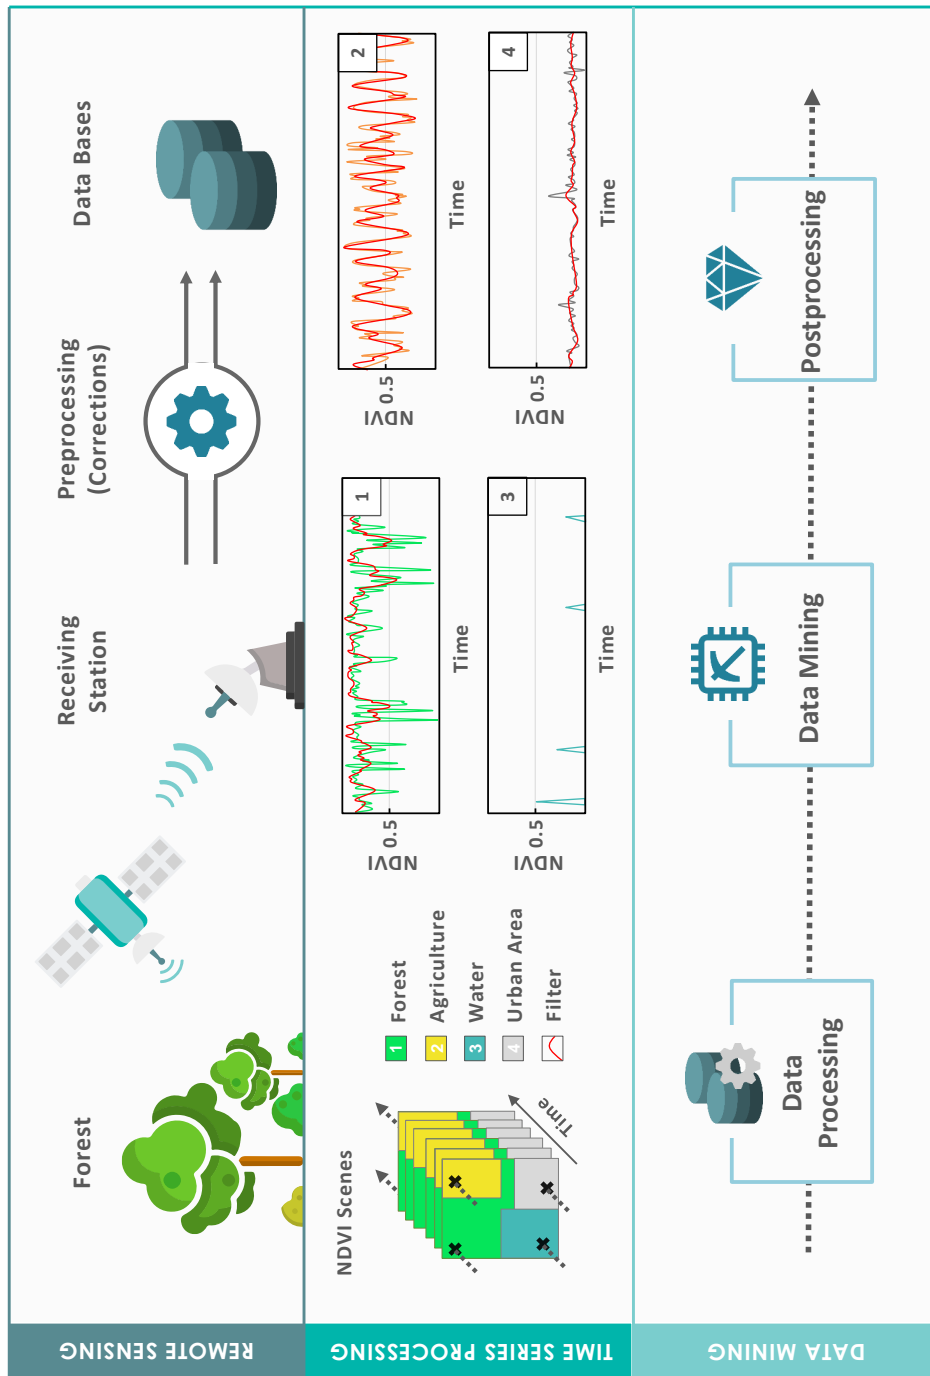 REMOTE SENSING
Forest
Receiving
Station
Preprocessing
(Corrections)
Data Bases
TIME SERIES PROCESSING
NDVI Scenes
Time
1 Forest
2 Agriculture
3 Water
4 Urban Area
Filter
NDVI
0.5
1
Time
NDVI
0.5
2
Time
NDVI
0.5
3
Time
NDVI
0.5
4
Time
DATA MINING
Data
Processing
Data Mining
Postprocessing